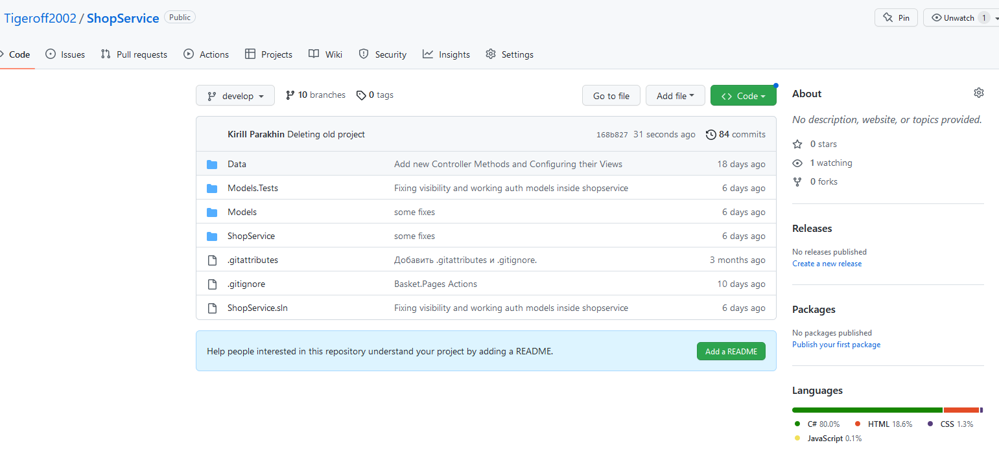 Tigeroff2002 / ShopService Public
Pin Unwatch 1
Code Issues Pull requests Actions Projects Wiki Security Insights Settings
develop 10 branches 0 tags Go to file Add file Code
Kirill Parakhin Deleting old project 168b827 31 seconds ago 84 commits
Data Add new Controller Methods and Configuring their Views 18 days ago
Models.Tests Fixing visibility and working auth models inside shopservice 6 days ago
Models some fixes 6 days ago
ShopService some fixes 6 days ago
.gitattributes Добавить .gitattributes и .gitignore. 3 months ago
.gitignore Basket.Pages Actions 10 days ago
ShopService.sln Fixing visibility and working auth models inside shopservice 6 days ago
Help people interested in this repository understand your project by adding a README. Add a README
About
No description, website, or topics provided.
0 stars
1 watching
0 forks
Releases
No releases published
Create a new release
Packages
No packages published
Publish your first package
Languages
C# 80.0% HTML 18.6% CSS 1.3%
JavaScript 0.1%